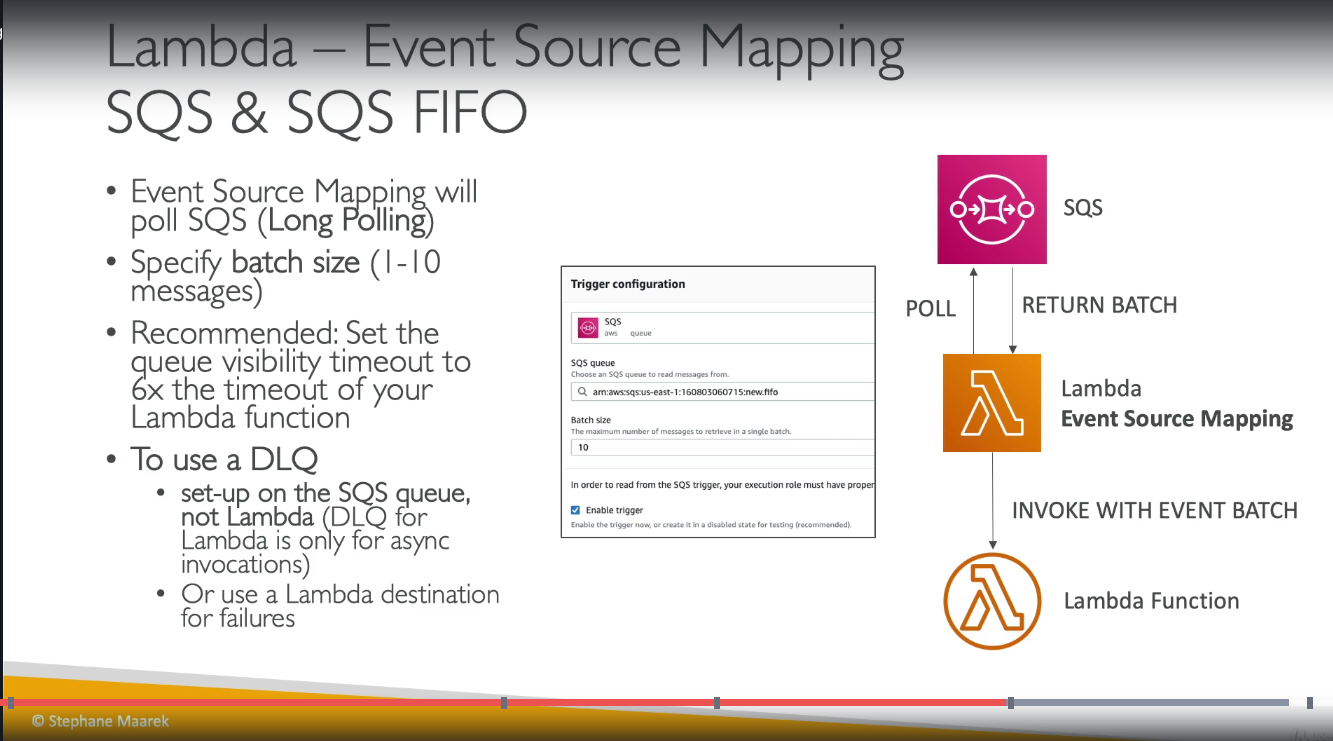 Lambda – Event Source Mapping
SQS & SQS FIFO
• Event Source Mapping will
poll SQS (Long Polling)
• Specify batch size (1-10
messages)
• Recommended: Set the
queue visibility timeout to
6x the timeout of your
Lambda function
• To use a DLQ
• set-up on the SQS queue,
not Lambda (DLQ for
Lambda is only for async
invocations)
• Or use a Lambda destination
for failures
Trigger configuration
SQS
aws queue
SQS queue
Choose an SQS queue to read messages from.
arn:aws:sqs:us-east-1:160803060715:new.fifo
Batch size
The maximum number of messages to retrieve in a single batch.
10
In order to read from the SQS trigger, your execution role must have proper
Enable trigger
Enable the trigger now, or create it in a disabled state for testing (recommended).
SQS
POLL
RETURN BATCH
Lambda
Event Source Mapping
INVOKE WITH EVENT BATCH
Lambda Function
© Stephane Maarek